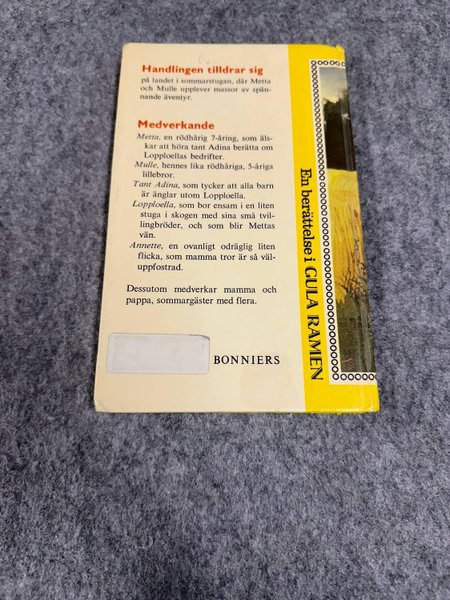 Handlingen tilldrar sig
på landet i sommarstugan, där Metta
och Mulle upplever massor av spän-
nande äventyr.
Medverkande
Metta, en rödhårig 7-åring, som äls-
kar att höra tant Adina berätta om
Lopploellas bedrifter.
Mulle, hennes lika rödhåriga, 5-åriga
lillebror.
Tant Adina, som tycker att alla barn
är änglar utom Lopploella.
Lopploella, som bor ensam i en liten
stuga i skogen med sina små tvil-
lingbröder, och som blir Mettas
vän.
Annette, en ovanligt odräglig liten
flicka, som mamma tror är så väl-
uppfostrad.
Dessutom medverkar mamma och
pappa, sommargäster med flera.
BONNIERS
En berättelse i GULA RAMEN